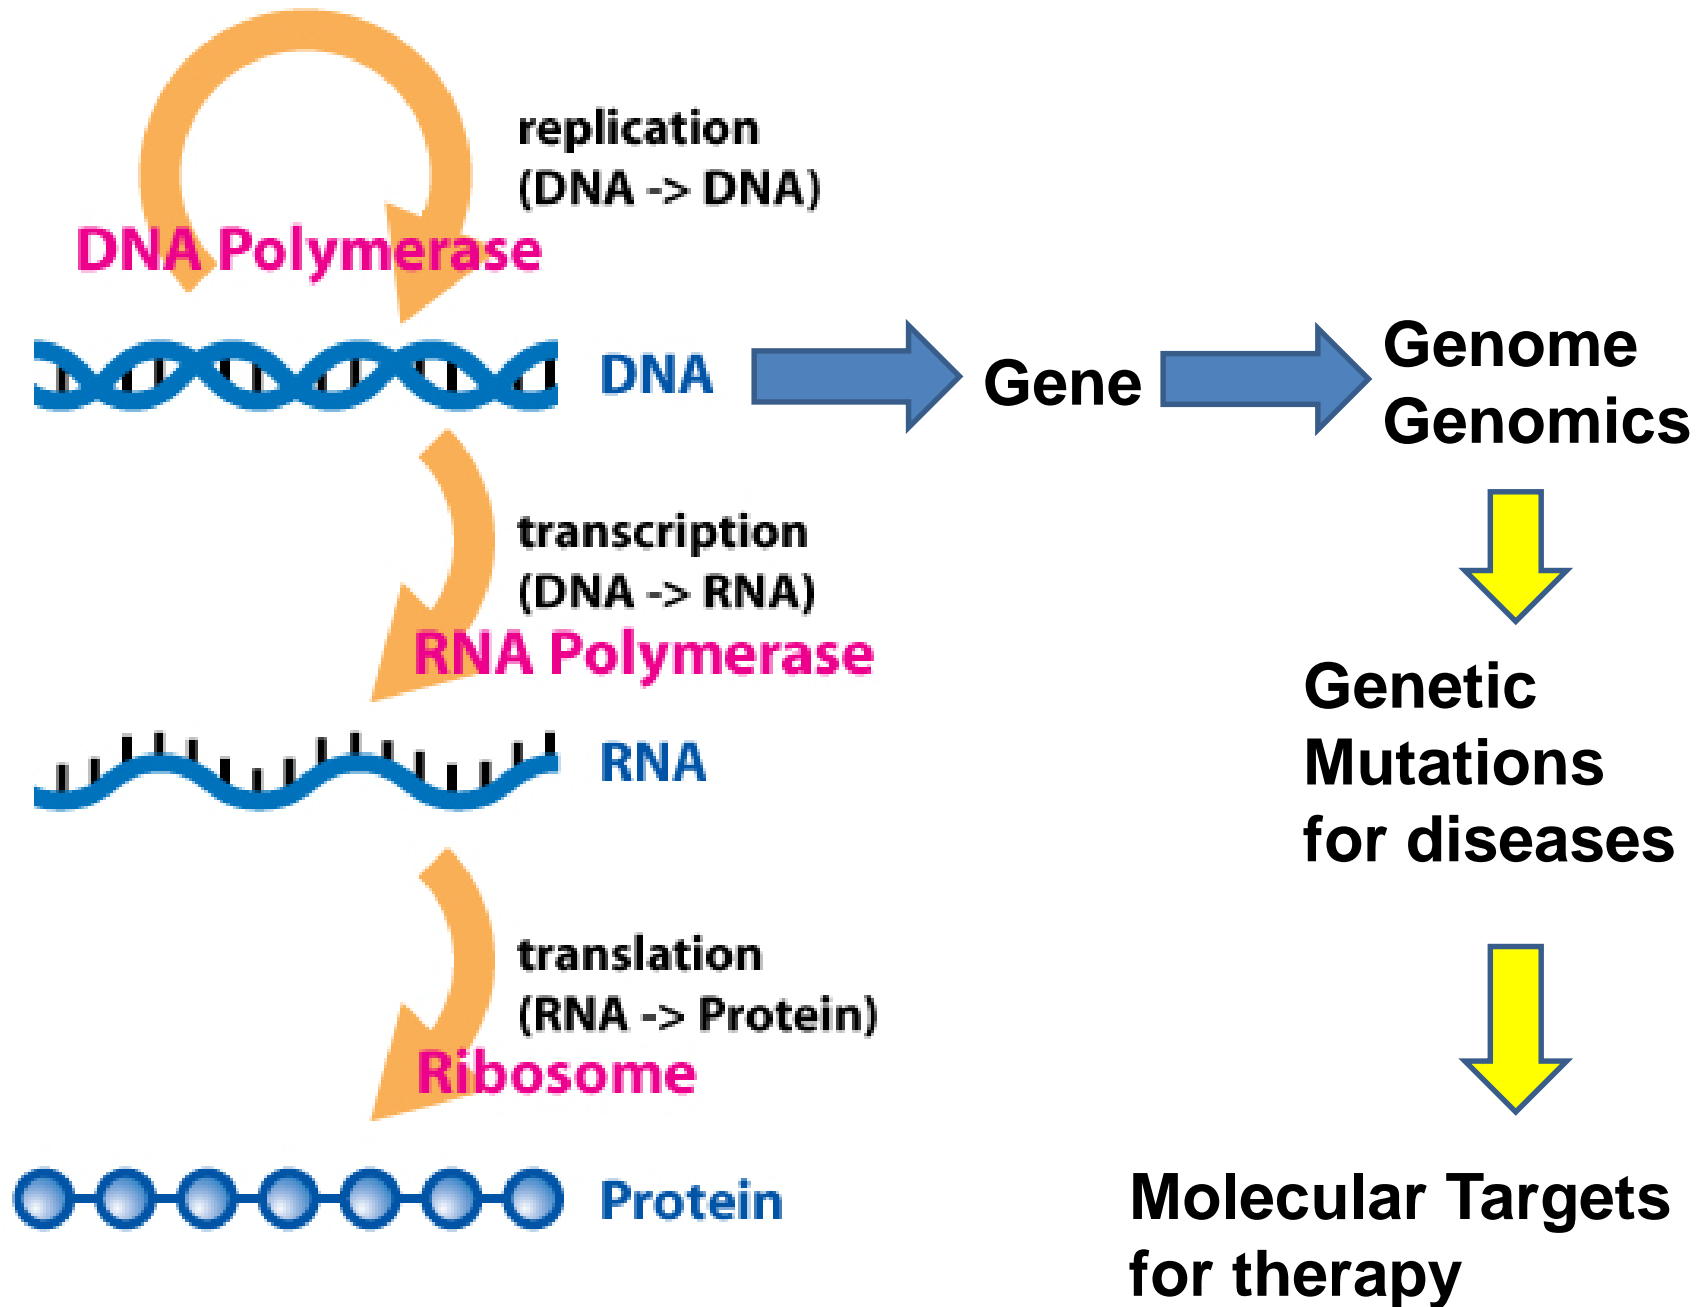 replication
(DNA -> DNA)
DNA Polymerase
DNA
Gene
Genome
Genomics
transcription
(DNA -> RNA)
RNA Polymerase
RNA
Genetic
Mutations
for diseases
translation
(RNA -> Protein)
Ribosome
Protein
Molecular Targets
for therapy